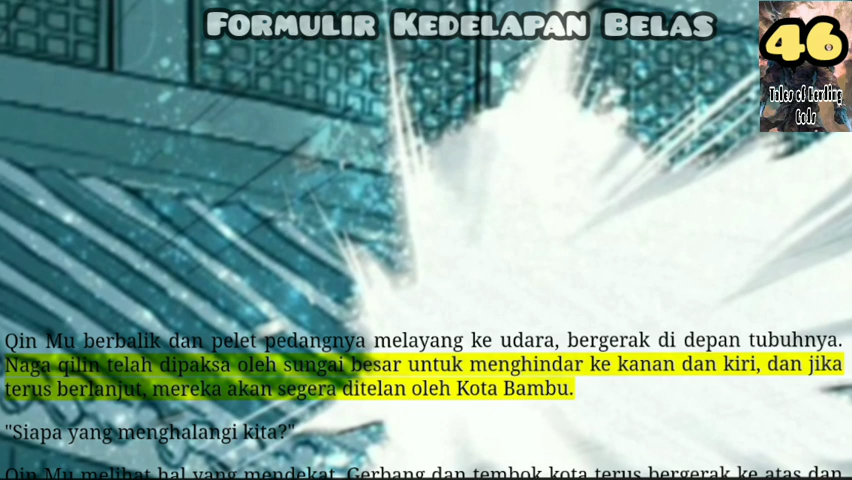 Formulir Kedelapan Belas
46
Tales of Herding
Gods
Qin Mu berbalik dan pelet pedangnya melayang ke udara, bergerak di depan tubuhnya.
Naga qilin telah dipaksa oleh sungai besar untuk menghindar ke kanan dan kiri, dan jika
terus berlanjut, mereka akan segera ditelan oleh Kota Bambu.
"Siapa yang menghalangi kita?"
Qin Mu melihat hal yang mendekat. Gerbang dan tembok kota terus bergerak ke atas dan